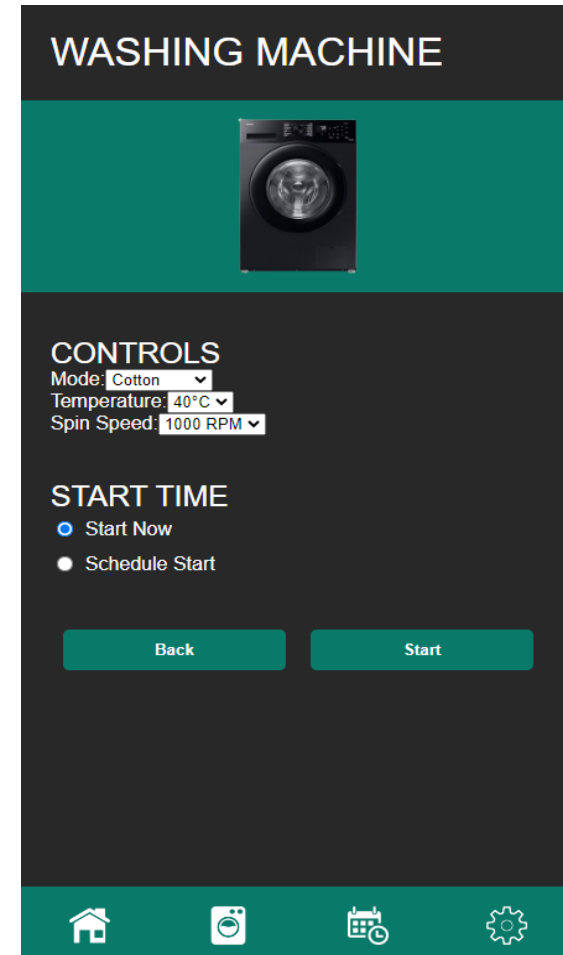 WASHING MACHINE
CONTROLS
Mode: Cotton
Temperature: 40°C
Spin Speed: 1000 RPM
START TIME
Start Now
Schedule Start
Back Start